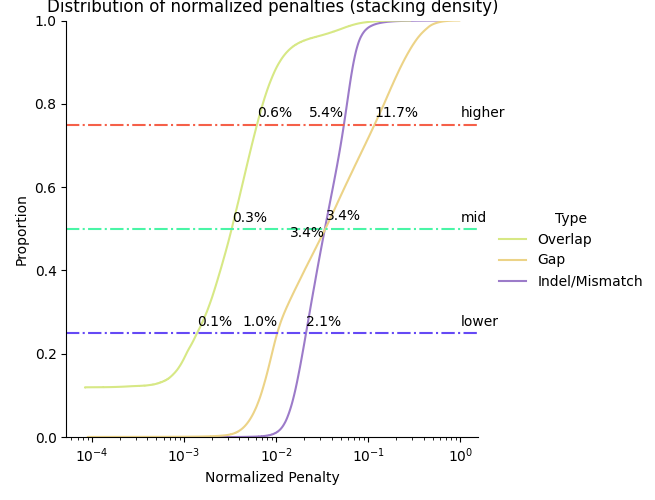 Distribution of normalized penalties (stacking density)
1.0
0.8
0.6
0.4
0.2
0.0
Proportion
0.6% 5.4% 11.7% higher
0.3% 3.4% mid
3.4%
0.1% 1.0% 2.1% lower
10⁻⁴ 10⁻³ 10⁻² 10⁻¹ 10⁰
Normalized Penalty
Type
Overlap
Gap
Indel/Mismatch